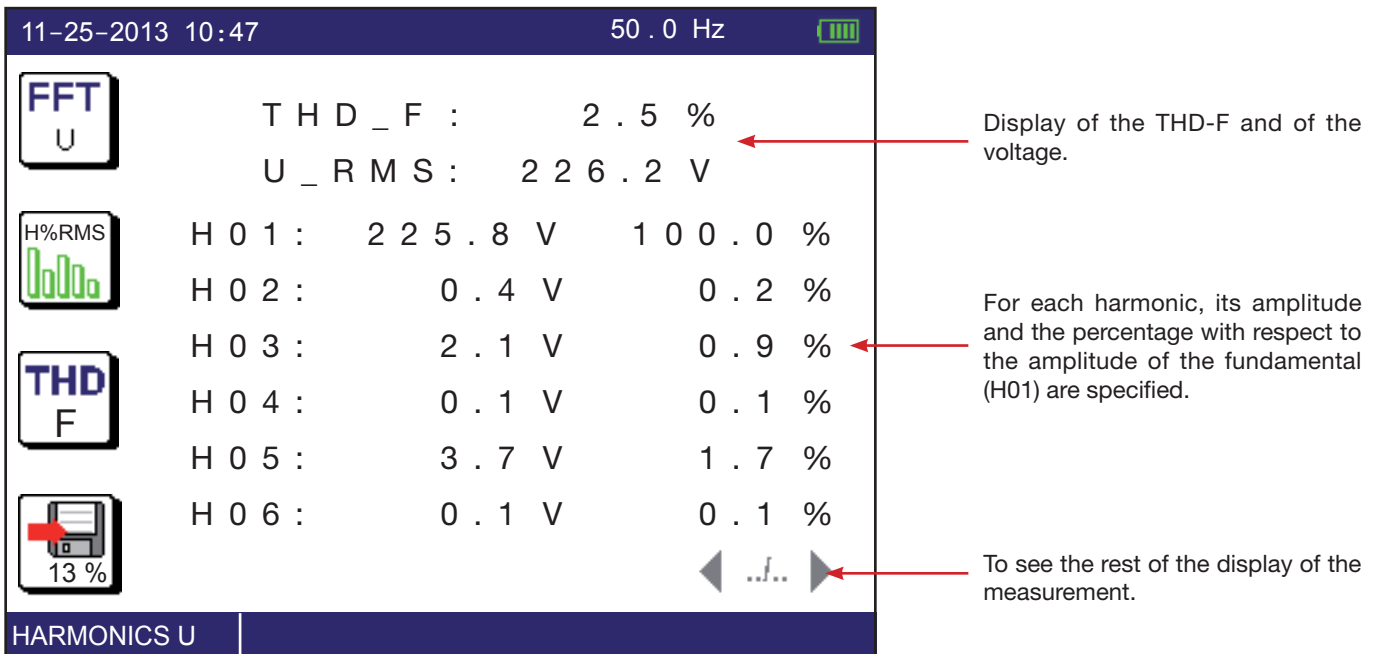 11-25-2013 10:47 50.0 Hz
FFT
U
THD_F: 2.5 %
U_RMS: 226.2 V
Display of the THD-F and of the
voltage.
H%RMS
H01: 225.8 V 100.0 %
H02: 0.4 V 0.2 %
H03: 2.1 V 0.9 %
H04: 0.1 V 0.1 %
H05: 3.7 V 1.7 %
H06: 0.1 V 0.1 %
For each harmonic, its amplitude
and the percentage with respect to
the amplitude of the fundamental
(H01) are specified.
THD
F
13 %
../..
To see the rest of the display of the
measurement.
HARMONICS U